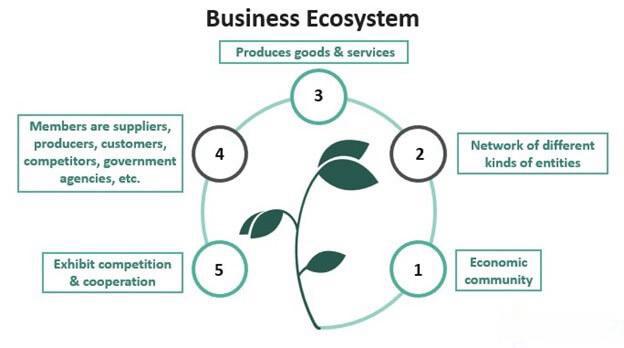 Business Ecosystem
Produces goods & services
3
Members are suppliers,
producers, customers,
competitors, government
agencies, etc.
4
2
Network of different
kinds of entities
Exhibit competition
& cooperation
5
1
Economic
community